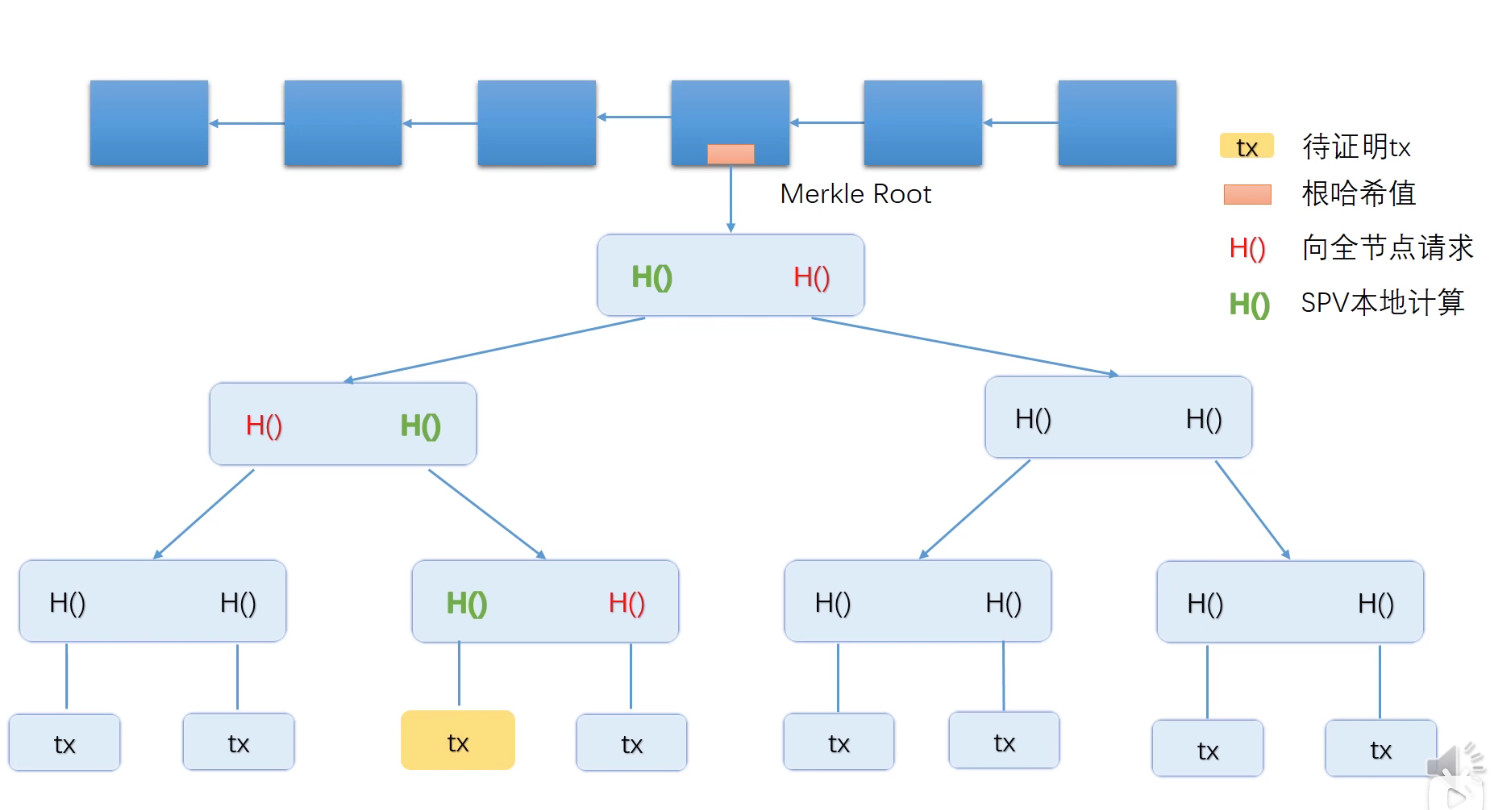 tx 待证明tx
Merkle Root 根哈希值
H() H() H() 向全节点请求
H() SPV本地计算
H() H() H() H()
H() H() H() H() H() H() H() H()
tx tx tx tx tx tx tx tx